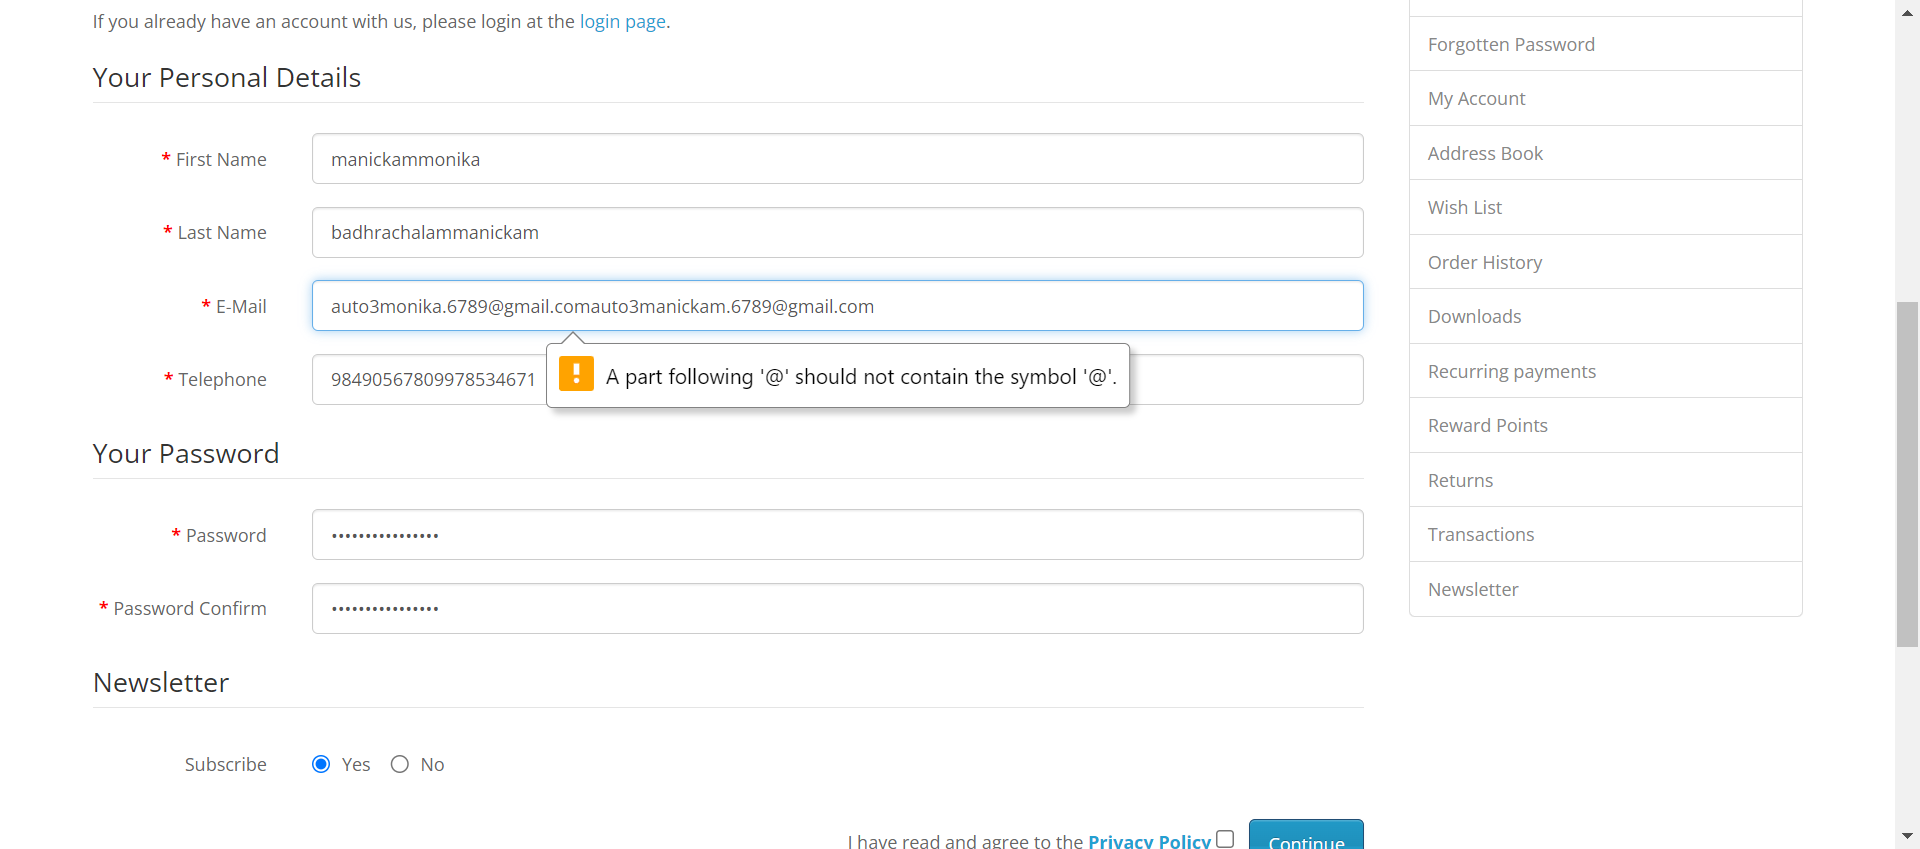 If you already have an account with us, please login at the login page.
Your Personal Details
* First Name
manickammonika
* Last Name
badhrachalammanickam
* E-Mail
auto3monika.6789@gmail.comauto3manickam.6789@gmail.com
A part following '@' should not contain the symbol '@'.
* Telephone
98490567809978534671
Your Password
* Password
••••••••••••••••
* Password Confirm
••••••••••••••••
Newsletter
Subscribe
Yes
No
I have read and agree to the Privacy Policy
Continue
Forgotten Password
My Account
Address Book
Wish List
Order History
Downloads
Recurring payments
Reward Points
Returns
Transactions
Newsletter